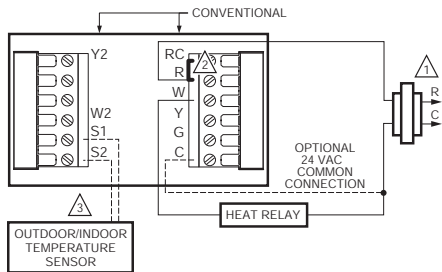 CONVENTIONAL
Y2
W2
S1
S2
RC
R
W
Y
G
C
2
1
R
C
OPTIONAL
24 VAC
COMMON
CONNECTION
HEAT RELAY
3
OUTDOOR/INDOOR
TEMPERATURE
SENSOR